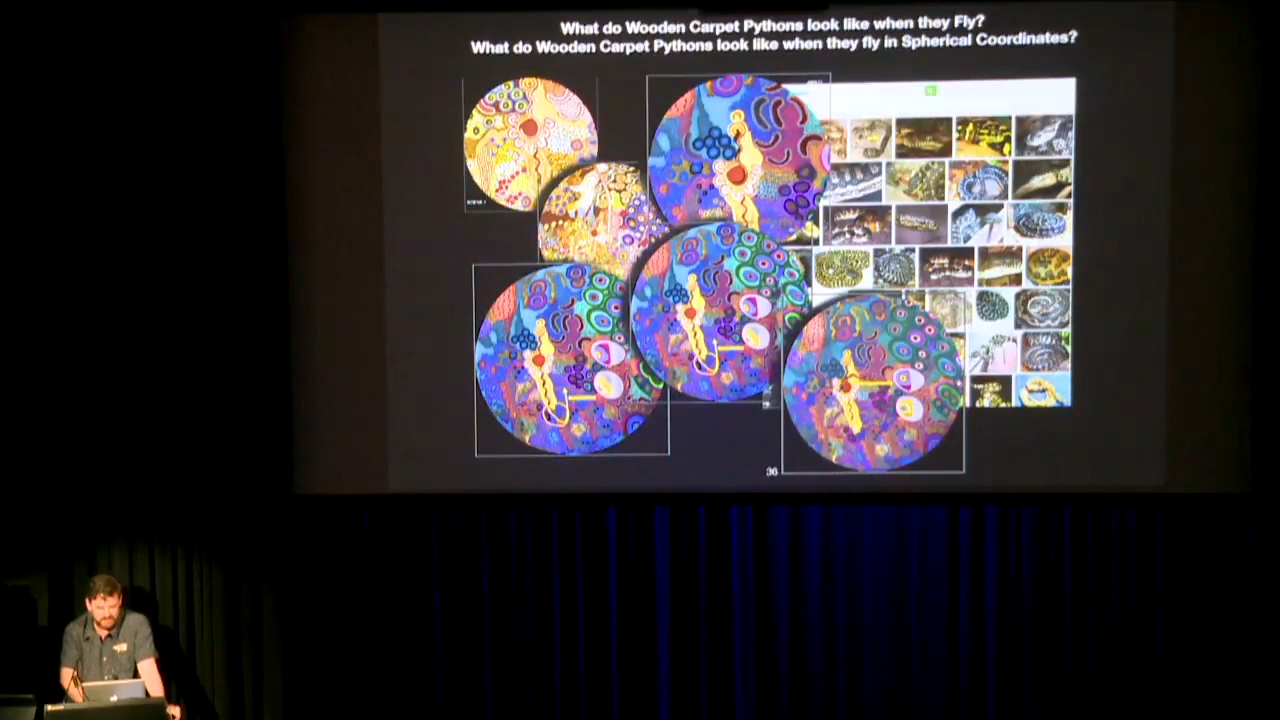 What do Wooden Carpet Pythons look like when they Fly?
What do Wooden Carpet Pythons look like when they fly in Spherical Coordinates?
36